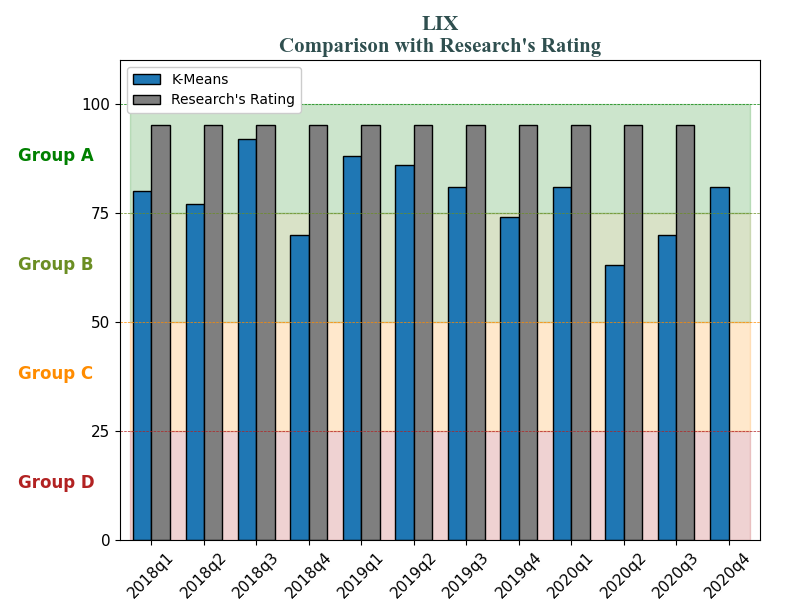 LIX
Comparison with Research's Rating
K-Means
Research's Rating
100
Group A
75
Group B
50
Group C
25
Group D
0
2018q1
2018q2
2018q3
2018q4
2019q1
2019q2
2019q3
2019q4
2020q1
2020q2
2020q3
2020q4